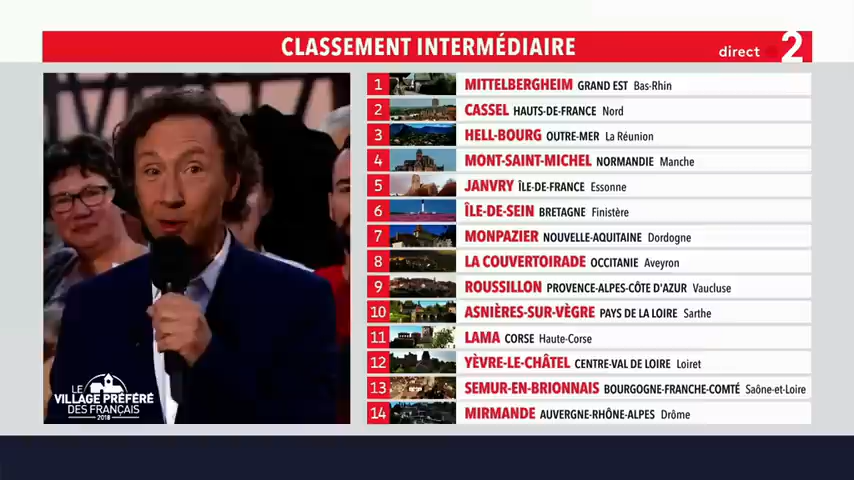 CLASSEMENT INTERMÉDIAIRE
direct 2
1 MITTELBERGHEIM GRAND EST Bas-Rhin
2 CASSEL HAUTS-DE-FRANCE Nord
3 HELL-BOURG OUTRE-MER La Réunion
4 MONT-SAINT-MICHEL NORMANDIE Manche
5 JANVRY ÎLE-DE-FRANCE Essonne
6 ÎLE-DE-SEIN BRETAGNE Finistère
7 MONPAZIER NOUVELLE-AQUITAINE Dordogne
8 LA COUVERTOIRADE OCCITANIE Aveyron
9 ROUSSILLON PROVENCE-ALPES-CÔTE D'AZUR Vaucluse
10 ASNIÈRES-SUR-VÈGRE PAYS DE LA LOIRE Sarthe
11 LAMA CORSE Haute-Corse
12 YÈVRE-LE-CHÂTEL CENTRE-VAL DE LOIRE Loiret
13 SEMUR-EN-BRIONNAIS BOURGOGNE-FRANCHE-COMTÉ Saône-et-Loire
14 MIRMANDE AUVERGNE-RHÔNE-ALPES Drôme
LE
VILLAGE PRÉFÉRÉ
DES FRANÇAIS
2018